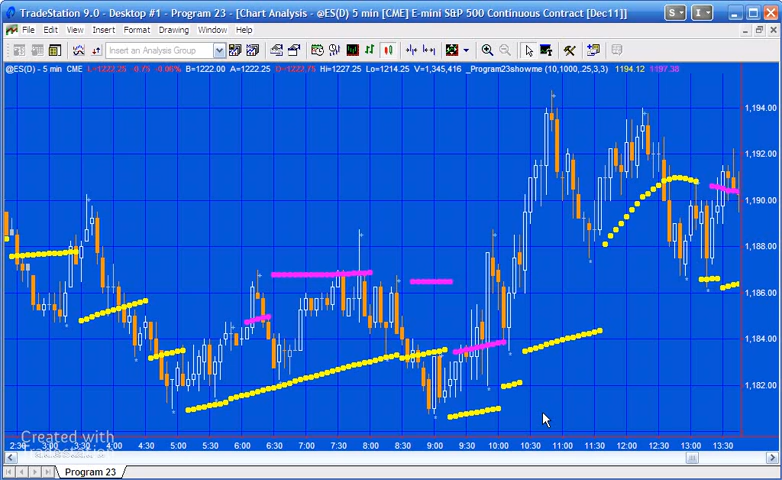 TradeStation 9.0 - Desktop #1 - Program 23 - [Chart Analysis - @ES(D) 5 min [CME] E-mini S&P 500 Continuous Contract [Dec11]]
S
I
File Edit View Insert Format Drawing Window Help
Insert an Analysis Group
@ES(D) - 5 min CME L=1222.25 -0.75 -0.06% B=1222.00 A=1222.25 O=1222.75 Hi=1227.25 Lo=1214.25 V=1,345,416 _Program23showme (10,1000,.25,3,3) 1194.12 1197.38
1,194.00
1,192.00
1,190.00
1,188.00
1,186.00
1,184.00
1,182.00
2:30 3:00 3:30 4:00 4:30 5:00 5:30 6:00 6:30 7:00 7:30 8:00 8:30 9:00 9:30 10:00 10:30 11:00 11:30 12:00 12:30 13:00 13:30
Created with
Tradestation
Program 23